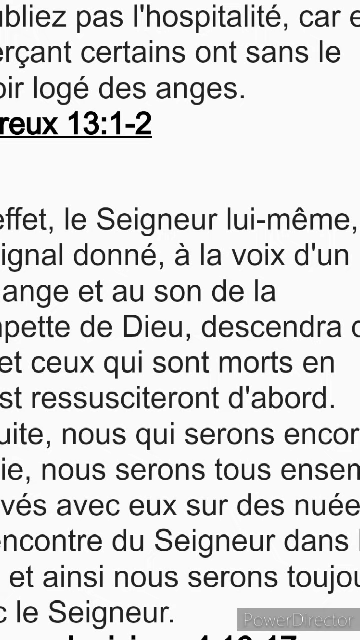 ubliez pas l'hospitalité, car e
erçant certains ont sans le
oir logé des anges.
reux 13:1-2
effet, le Seigneur lui-même,
ignal donné, à la voix d'un
ange et au son de la
npette de Dieu, descendra d
et ceux qui sont morts en
st ressusciteront d'abord.
uite, nous qui serons encor
ie, nous serons tous ensem
vés avec eux sur des nuée
encontre du Seigneur dans l
, et ainsi nous serons toujou
c le Seigneur.
PowerDirector